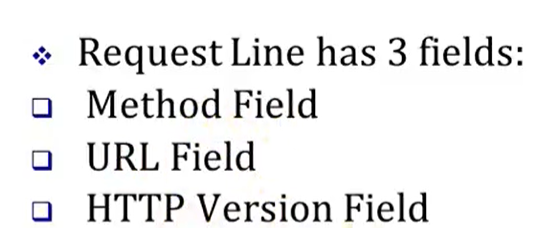 ❖ Request Line has 3 fields:
❑ Method Field
❑ URL Field
❑ HTTP Version Field